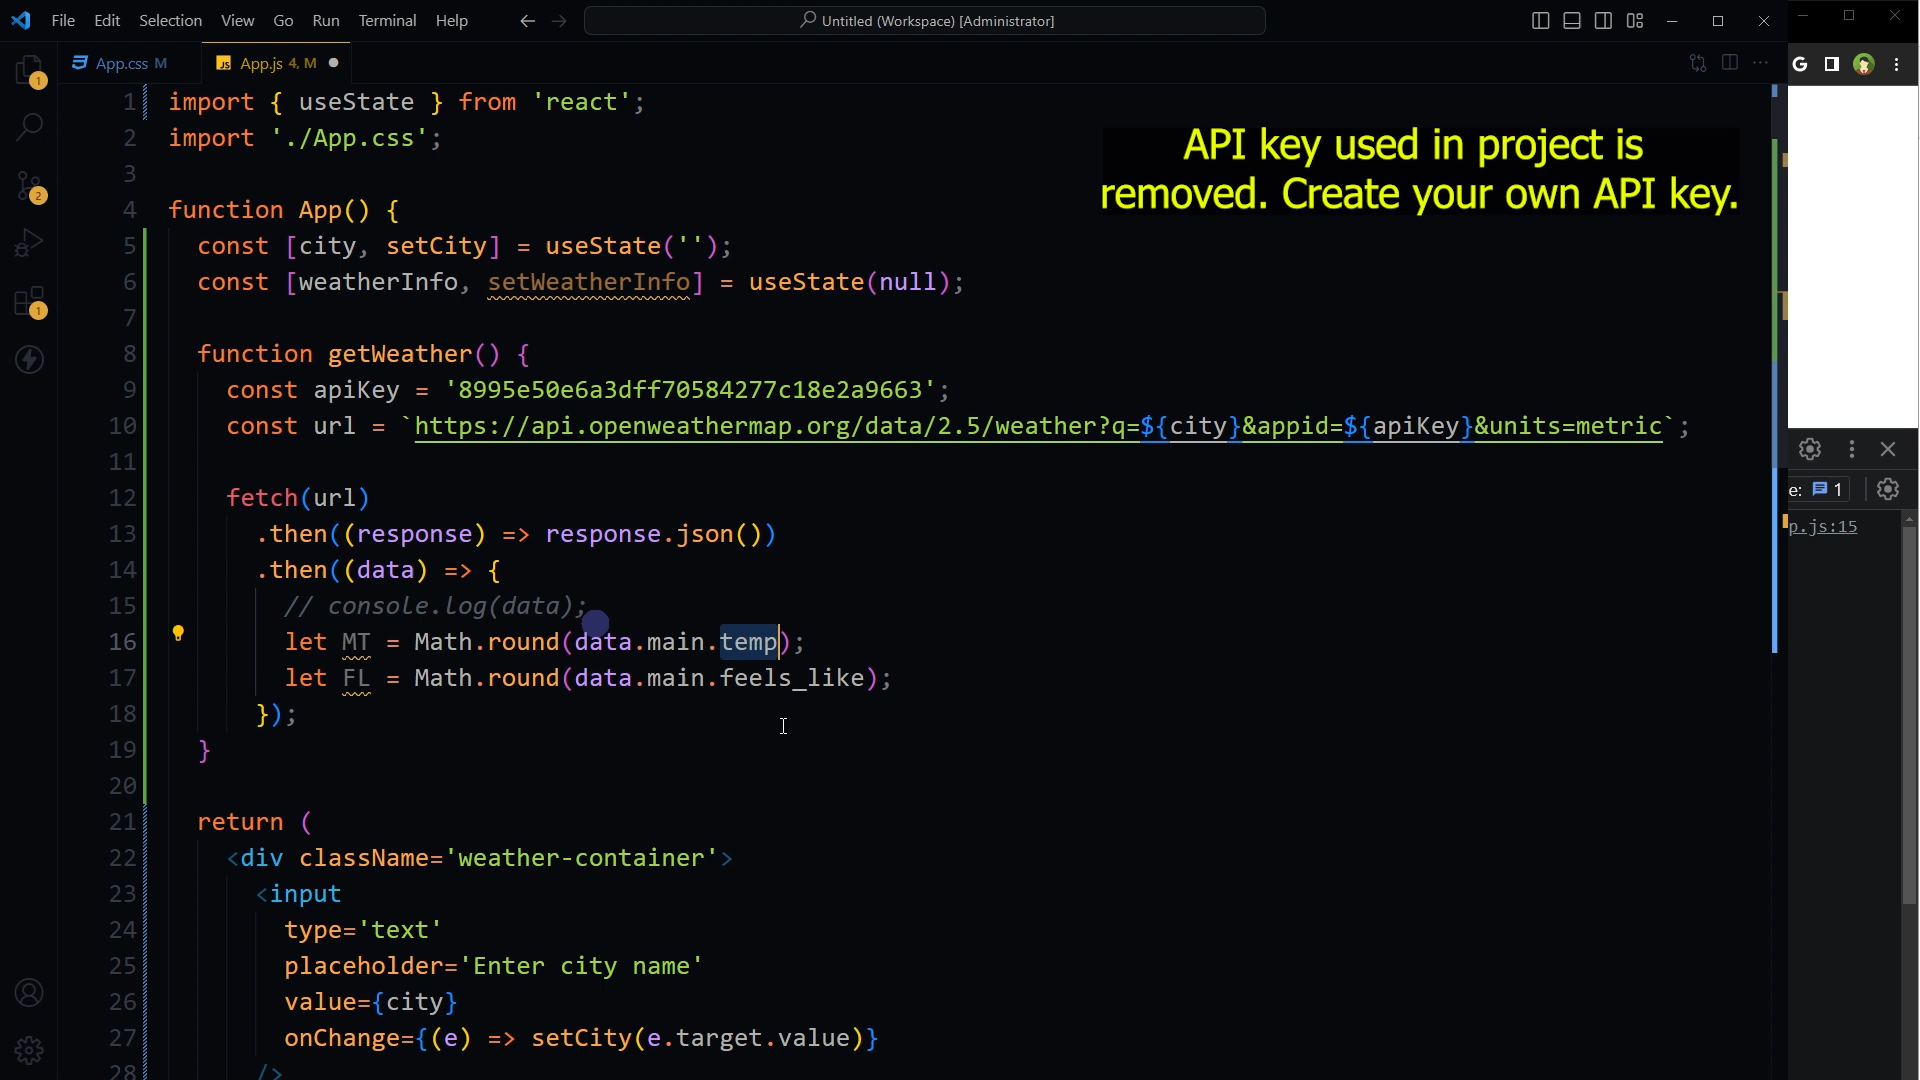 File Edit Selection View Go Run Terminal Help
Untitled (Workspace) [Administrator]
App.css M
JS App.js 4, M
1
2
1
1 import { useState } from 'react';
2 import './App.css';
3
4 function App() {
5 const [city, setCity] = useState('');
6 const [weatherInfo, setWeatherInfo] = useState(null);
7
8 function getWeather() {
9 const apiKey = '8995e50e6a3dff70584277c18e2a9663';
10 const url = `https://api.openweathermap.org/data/2.5/weather?q=${city}&appid=${apiKey}&units=metric`;
11
12 fetch(url)
13 .then((response) => response.json())
14 .then((data) => {
15 // console.log(data);
16 let MT = Math.round(data.main.temp);
17 let FL = Math.round(data.main.feels_like);
18 });
19 }
20
21 return (
22 <div className='weather-container'>
23 <input
24 type='text'
25 placeholder='Enter city name'
26 value={city}
27 onChange={(e) => setCity(e.target.value)}
28 />
API key used in project is
removed. Create your own API key.
G
e: 1
p.js:15